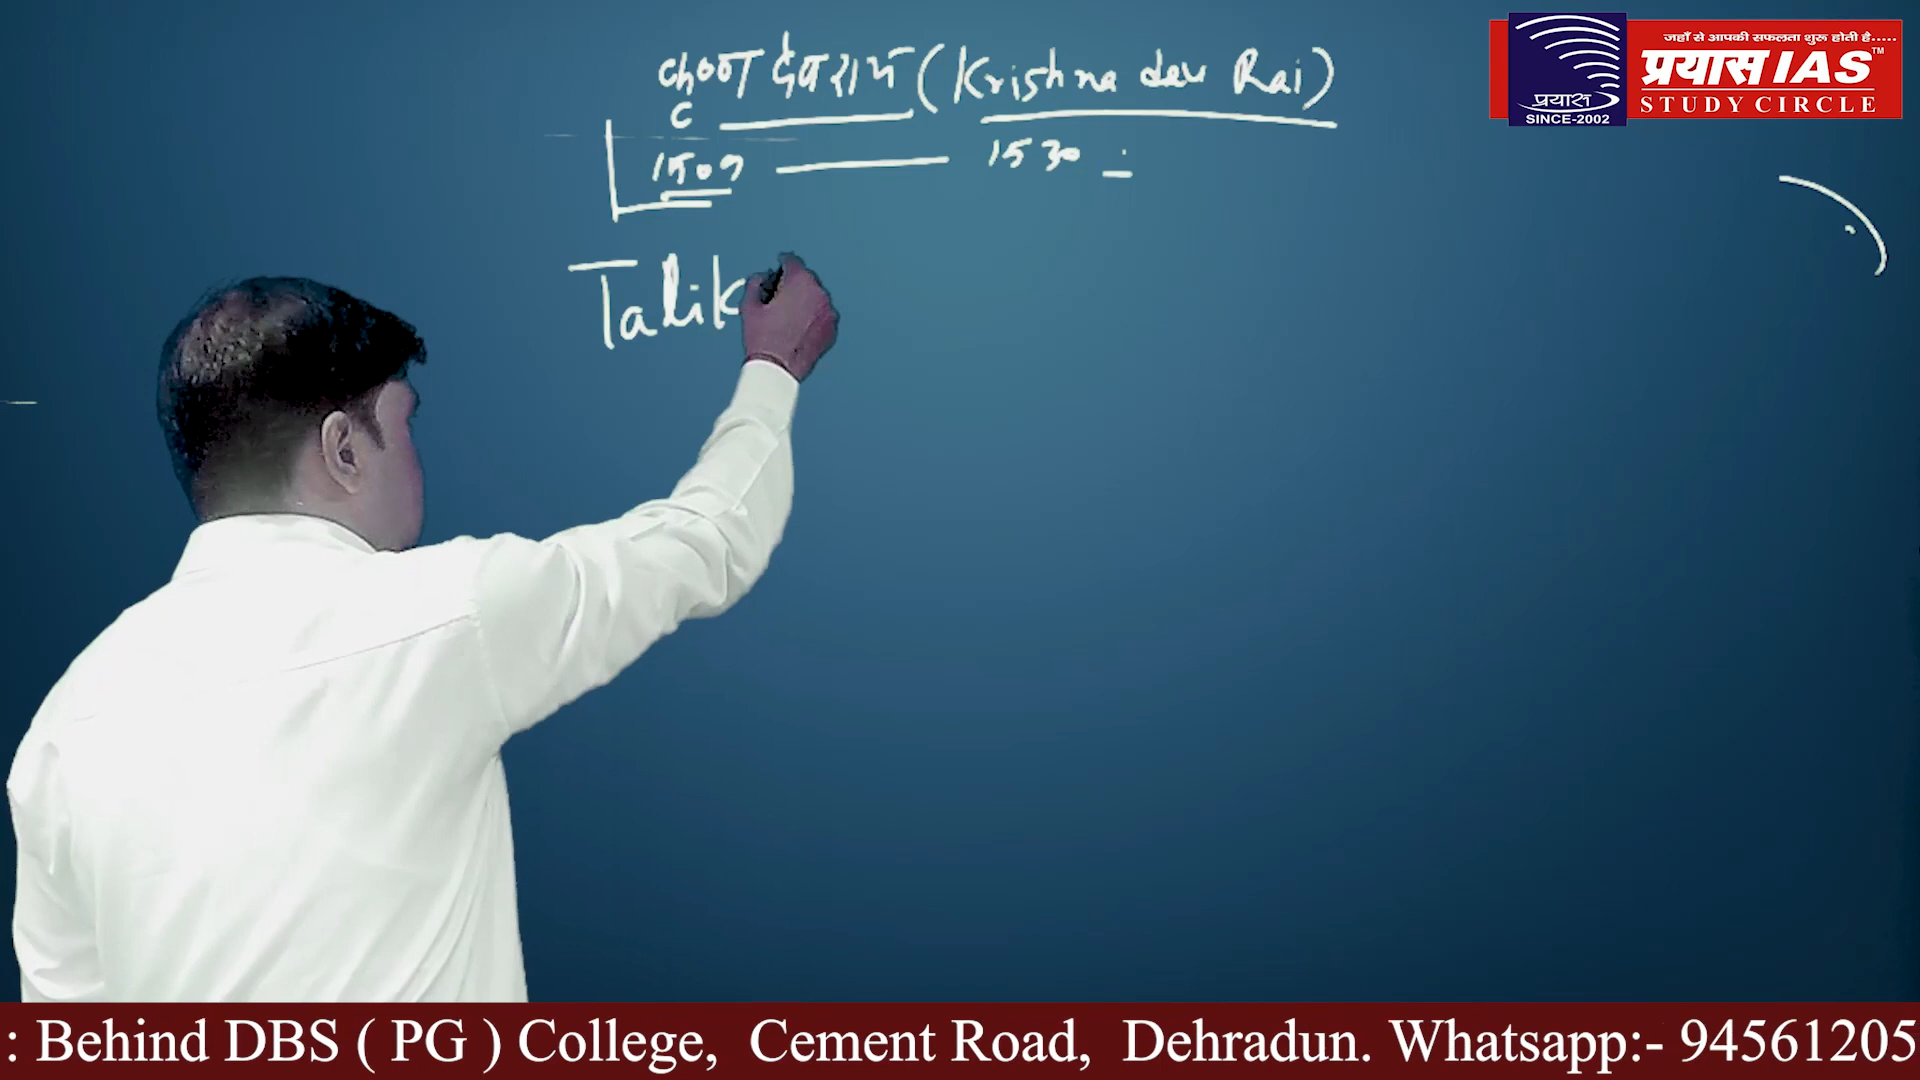 जहाँ से आपकी सफलता शुरू होती है.....
प्रयास IAS™
STUDY CIRCLE
प्रयास
SINCE-2002
कृष्ण देवराय (Krishna dev Rai)
1509 — 1530
Talik
: Behind DBS ( PG ) College, Cement Road, Dehradun. Whatsapp:- 94561205